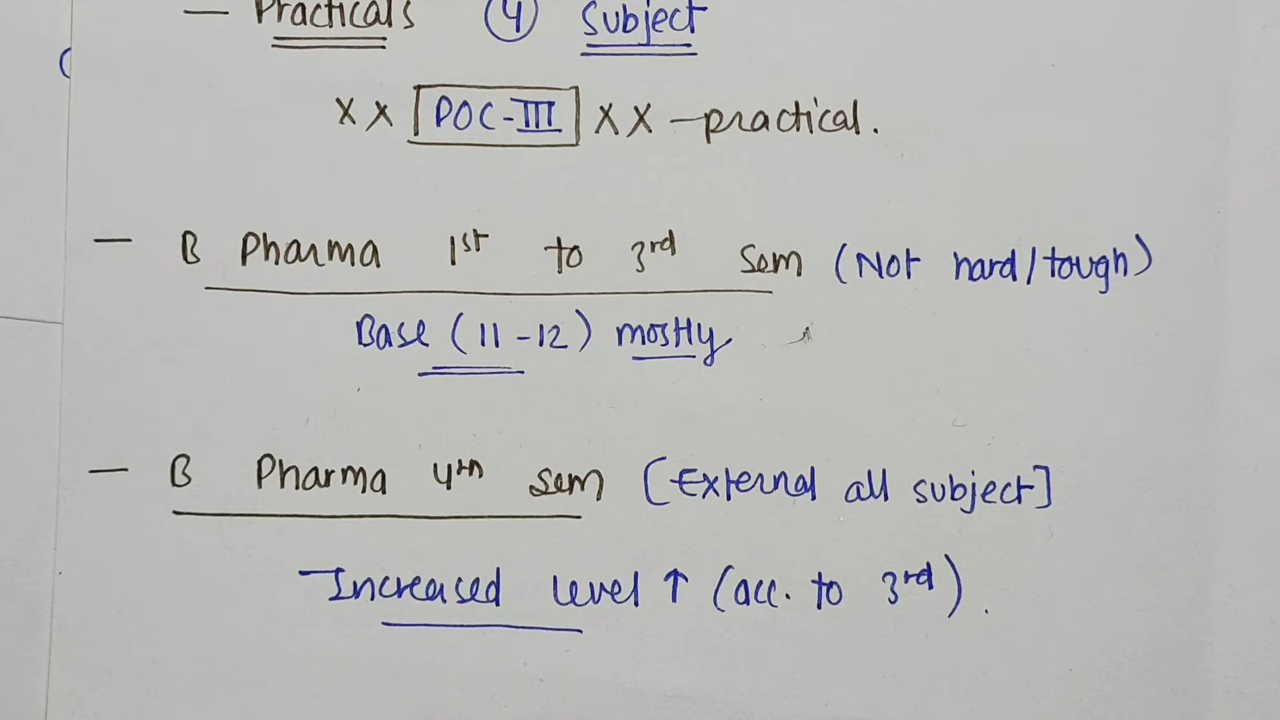 — Practicals 4 Subject
X X POC-III X X – practical.
— B Pharma 1st to 3rd Sem (Not hard/tough)
Base (11-12) mostly
— B Pharma 4th sem [External all subject]
Increased level ↑ (acc. to 3rd).